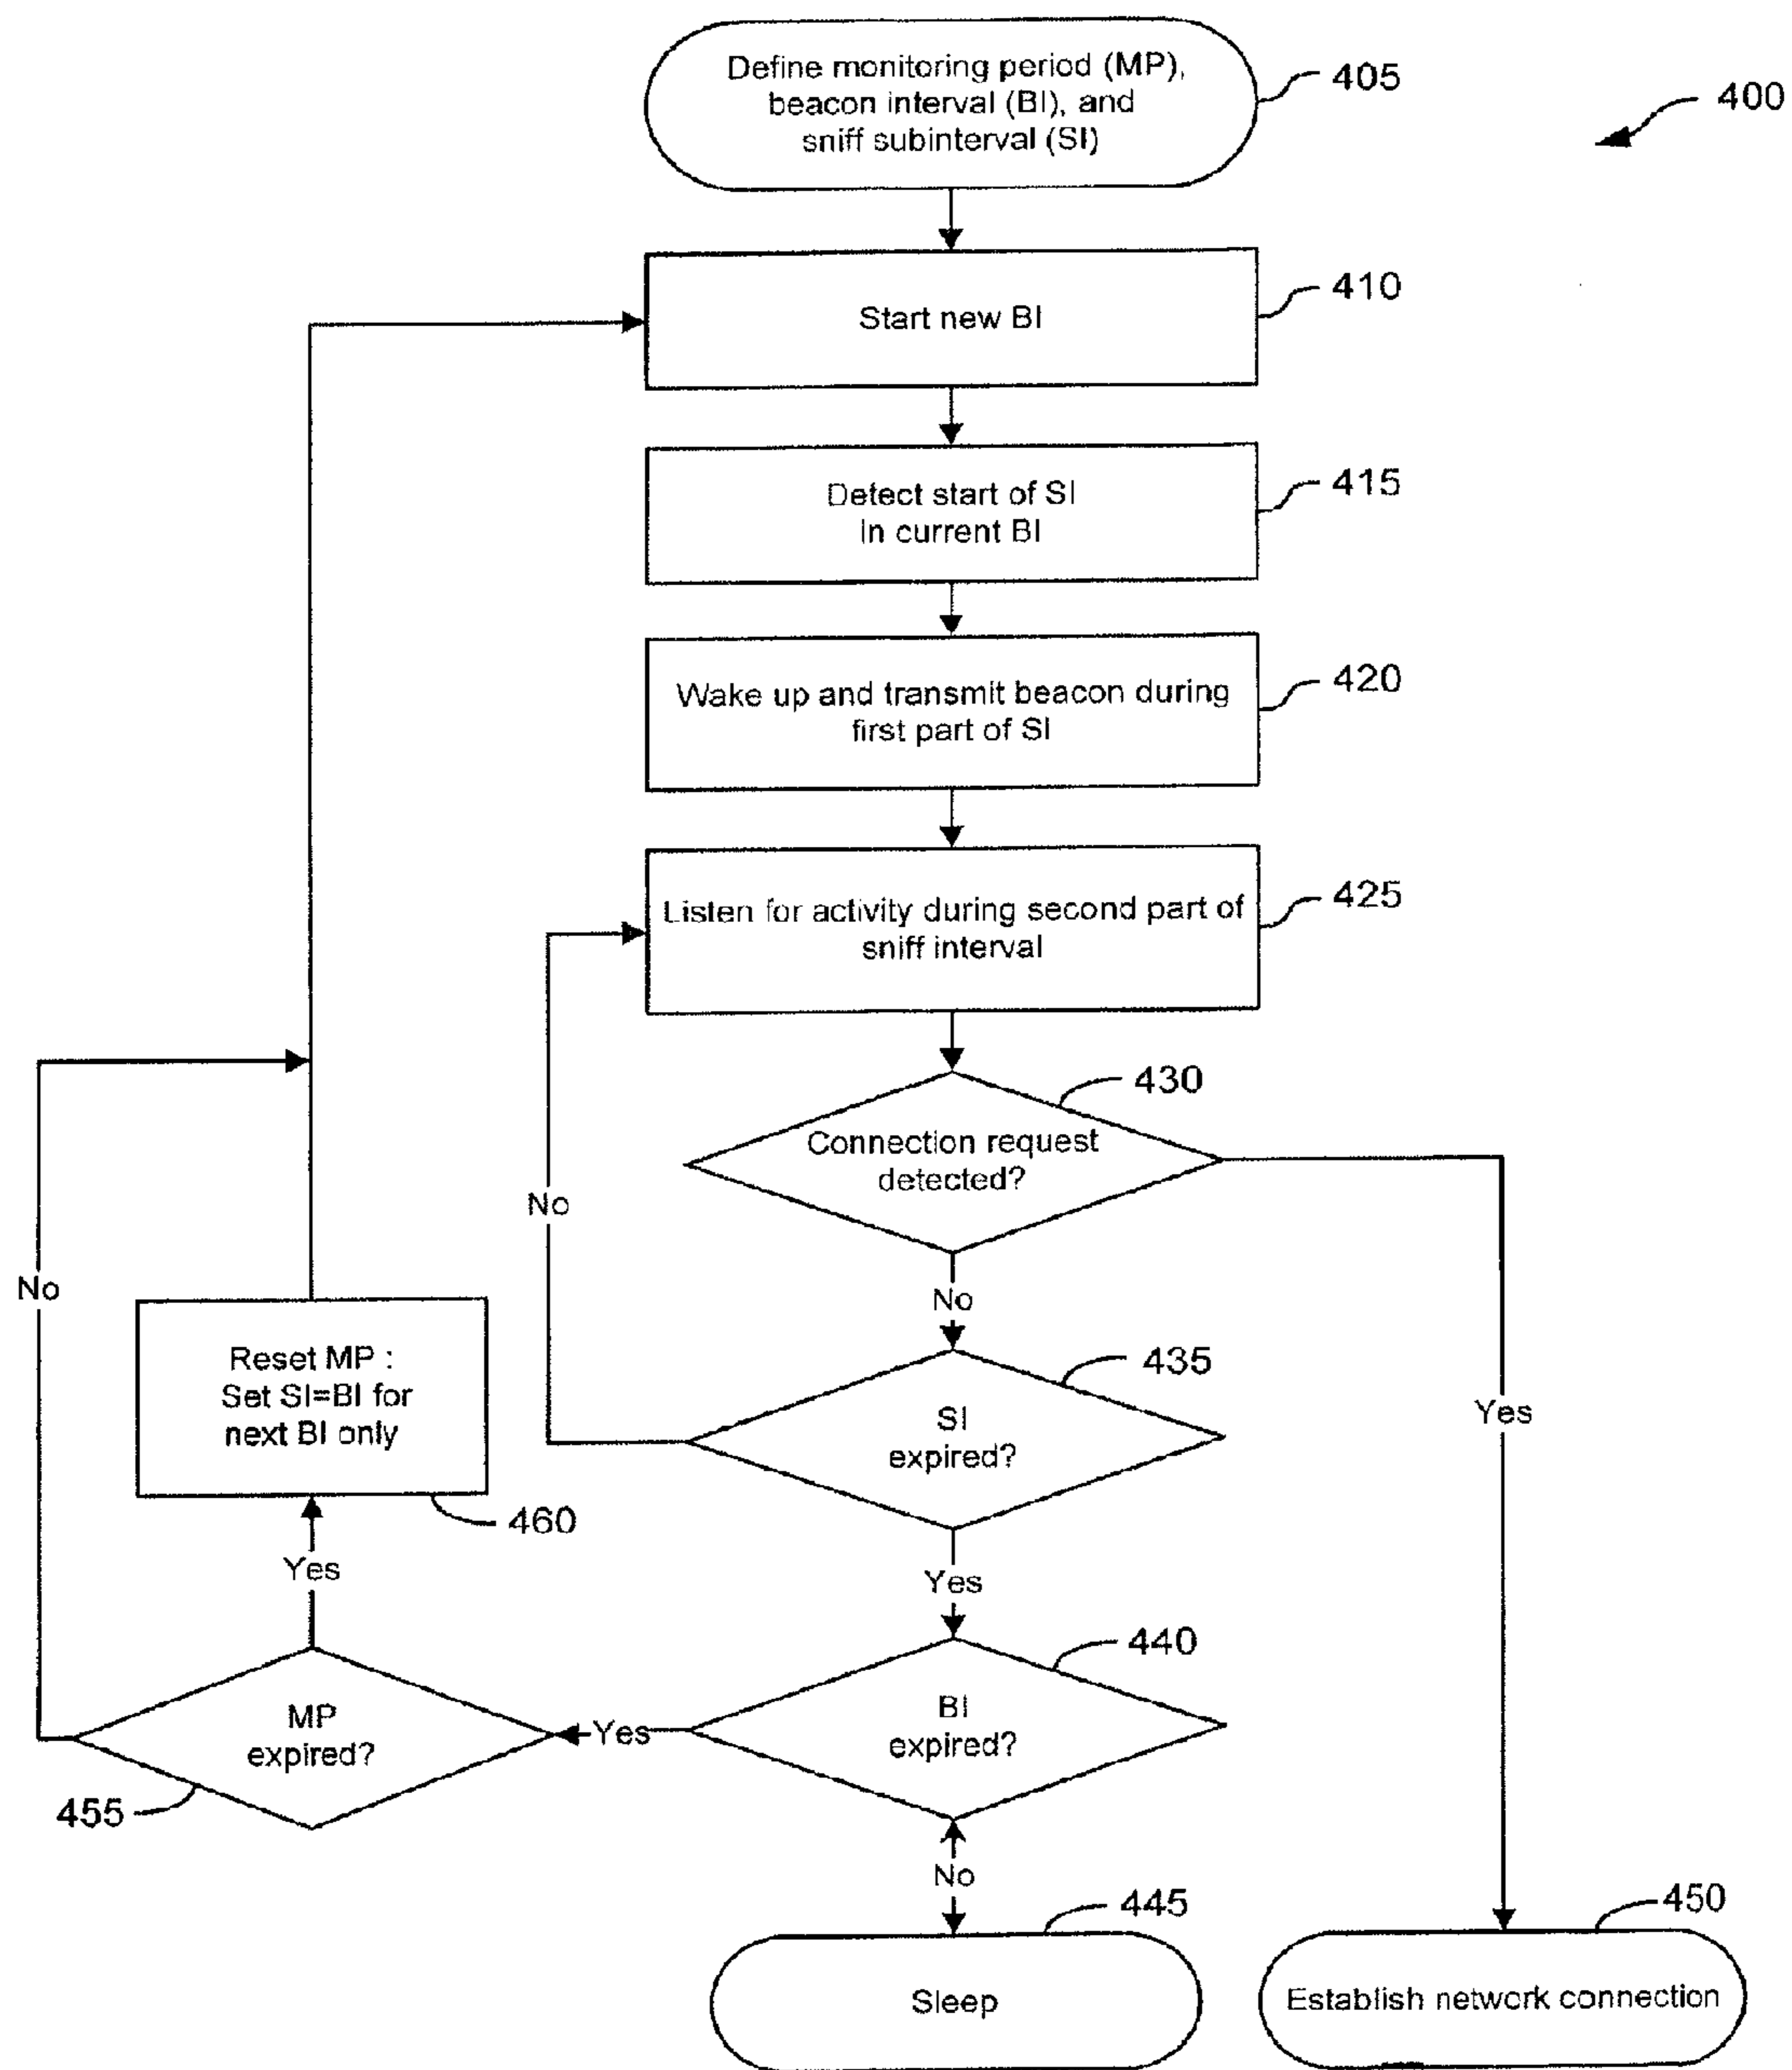 Define monitoring period (MP),
beacon interval (BI), and
sniff subinterval (SI)
405
400
Start new BI
410
Detect start of SI
in current BI
415
Wake up and transmit beacon during
first part of SI
420
Listen for activity during second part of
sniff interval
425
Connection request
detected?
430
No
No
No
Yes
Reset MP :
Set SI=BI for
next BI only
460
SI
expired?
435
Yes
Yes
MP
expired?
455
Yes
BI
expired?
440
No
Sleep
445
Establish network connection
450